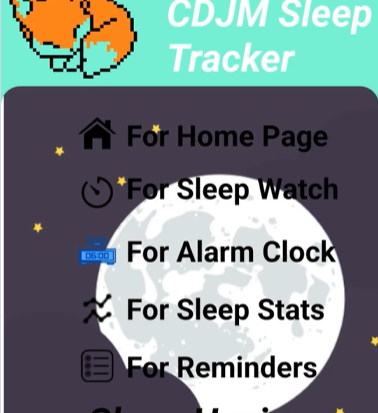 CDJM Sleep
Tracker
For Home Page
For Sleep Watch
06:00
For Alarm Clock
For Sleep Stats
For Reminders